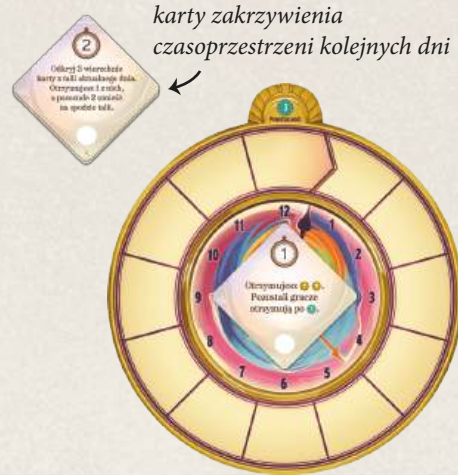 karty zakrzywienia
czasoprzestrzeni kolejnych dni
2
Odkryj 3 wierzchnie
karty z talii aktualnego dnia.
Otrzymujesz 1 z nich,
a pozostałe 2 umieść
na spodzie talii.
3
12
1
2
3
4
5
6
7
8
9
10
11
1
Otrzymujesz
Pozostali gracze
otrzymują po